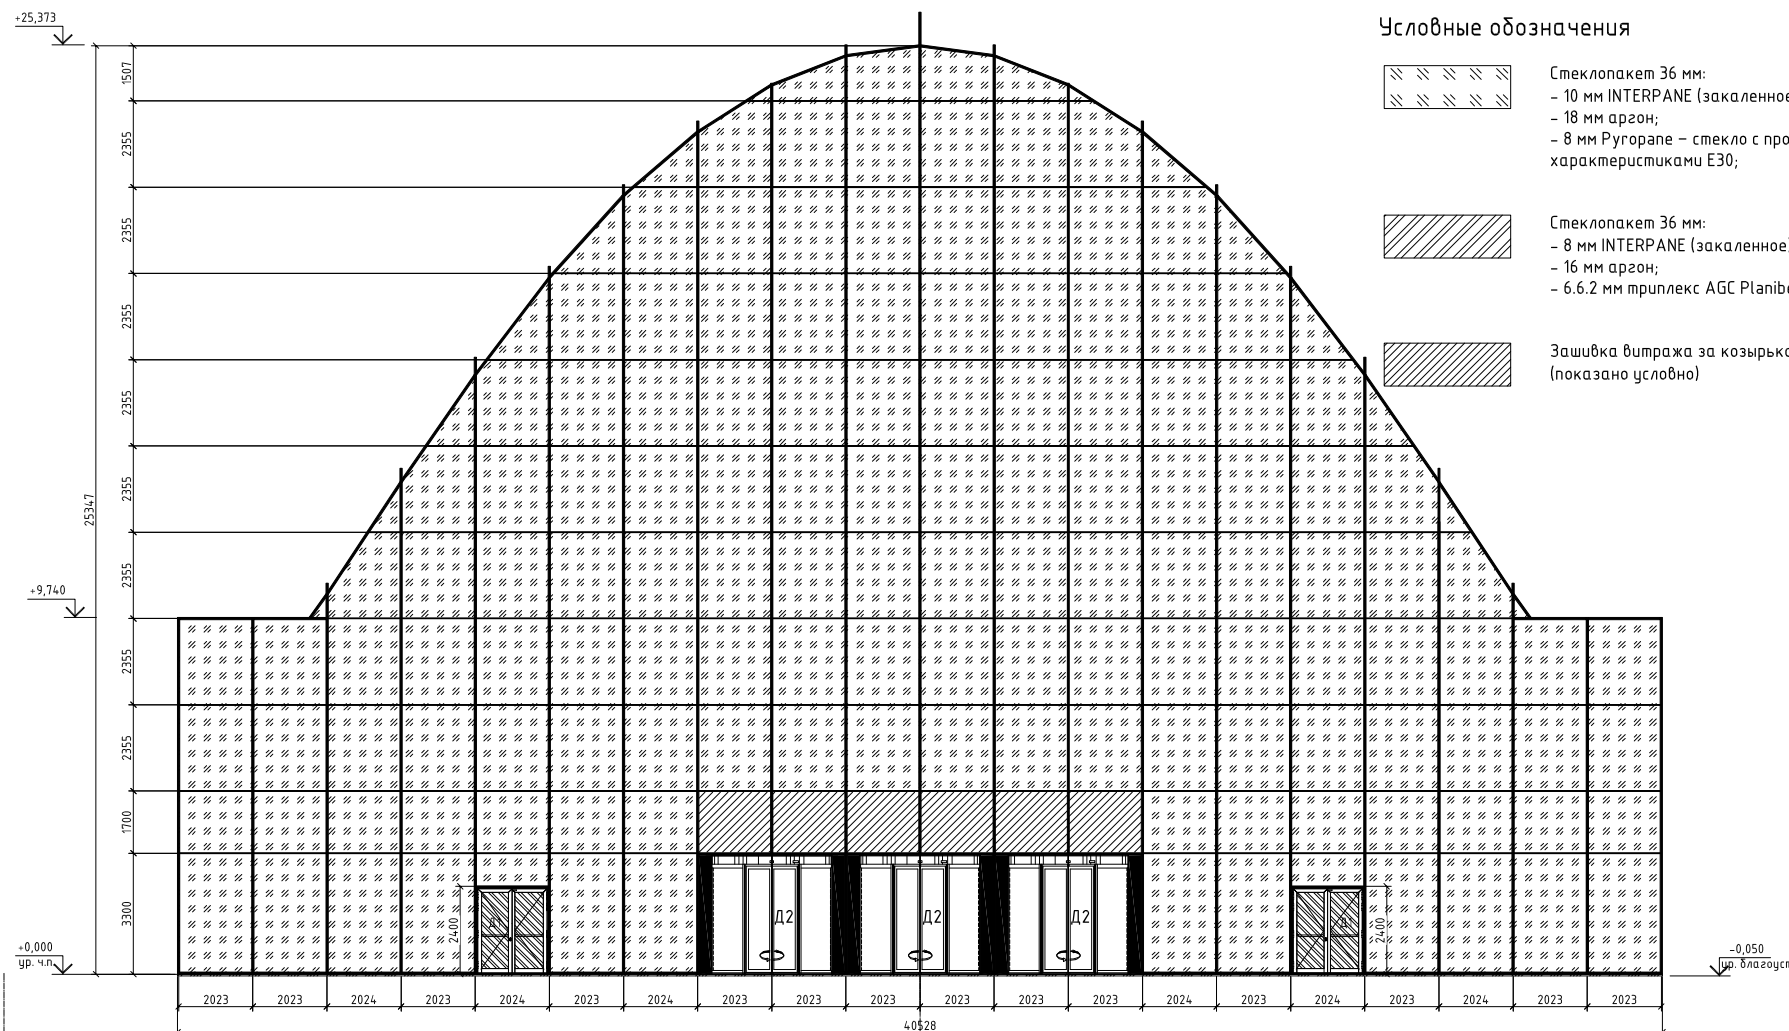 +25,373
Условные обозначения
Стеклопакет 36 мм:
- 10 мм INTERPANE (закаленное
- 18 мм аргон;
- 8 мм Pyropane – стекло с про
характеристиками E30;
Стеклопакет 36 мм:
- 8 мм INTERPANE (закаленное)
- 16 мм аргон;
- 6.6.2 мм триплекс AGC Planib
Зашивка витража за козырько
(показано условно)
1507
2355
2355
2355
2355
2355
2355
25347
+9,740
2355
2355
1700
3300
2400
Д2
Д2
Д2
2400
+0,000
ур. ч.п.
-0,050
ур. благоуст
2023 2023 2024 2023 2024 2023 2024 2023 2023 2023 2023 2023 2023 2024 2023 2024 2023 2024 2023 2023
40528